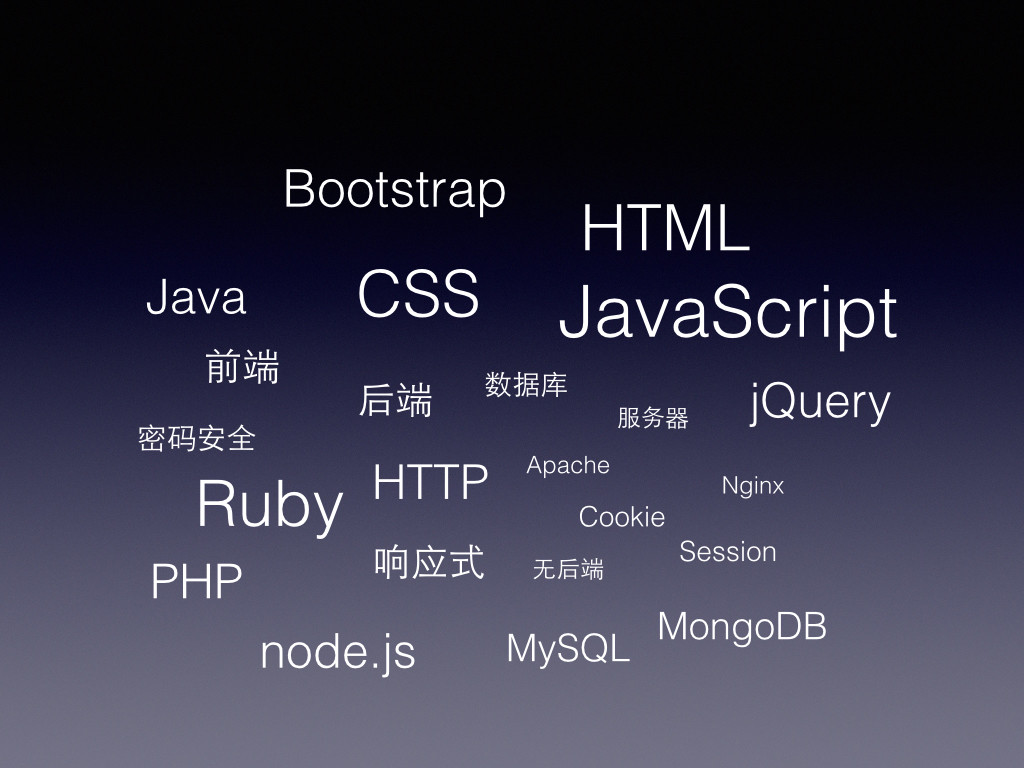 Bootstrap
HTML
Java
CSS
JavaScript
前端
后端
数据库
服务器
jQuery
密码安全
Ruby
HTTP
Apache
Nginx
Cookie
Session
PHP
响应式
无后端
node.js
MySQL
MongoDB